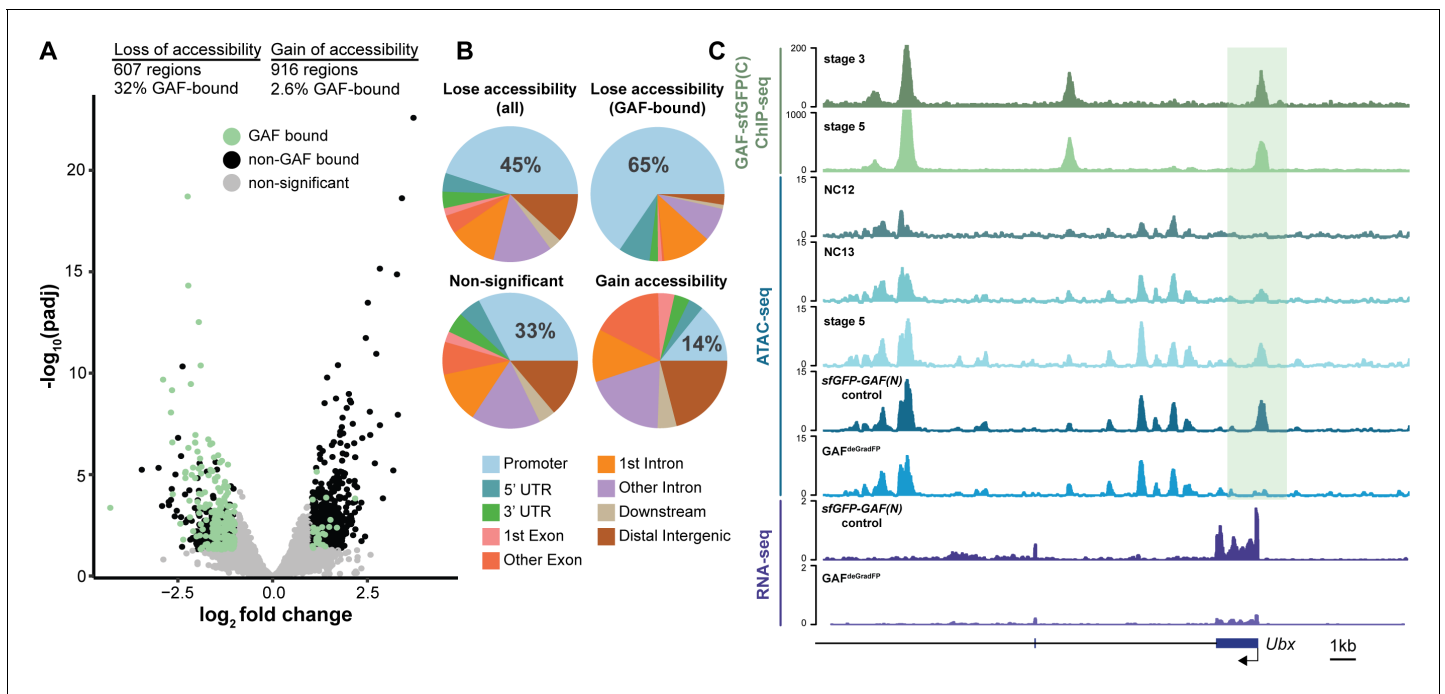 A
Loss of accessibility
607 regions
32% GAF-bound
Gain of accessibility
916 regions
2.6% GAF-bound
GAF bound
non-GAF bound
non-significant
-log10(padj)
20
15
10
5
0
−2.5
0.0
2.5
log2 fold change
B
Lose accessibility
(all)
45%
Lose accessibility
(GAF-bound)
65%
Non-significant
33%
Gain accessibility
14%
Promoter
5' UTR
3' UTR
1st Exon
Other Exon
1st Intron
Other Intron
Downstream
Distal Intergenic
C
GAF-sfGFP(C)
ChIP-seq
200
stage 3
0
1000
stage 5
0
ATAC-seq
15
NC12
0
15
NC13
0
15
stage 5
0
15
sfGFP-GAF(N)
control
0
15
GAFdeGradFP
0
RNA-seq
2
sfGFP-GAF(N)
control
0
2
GAFdeGradFP
0
Ubx
1kb